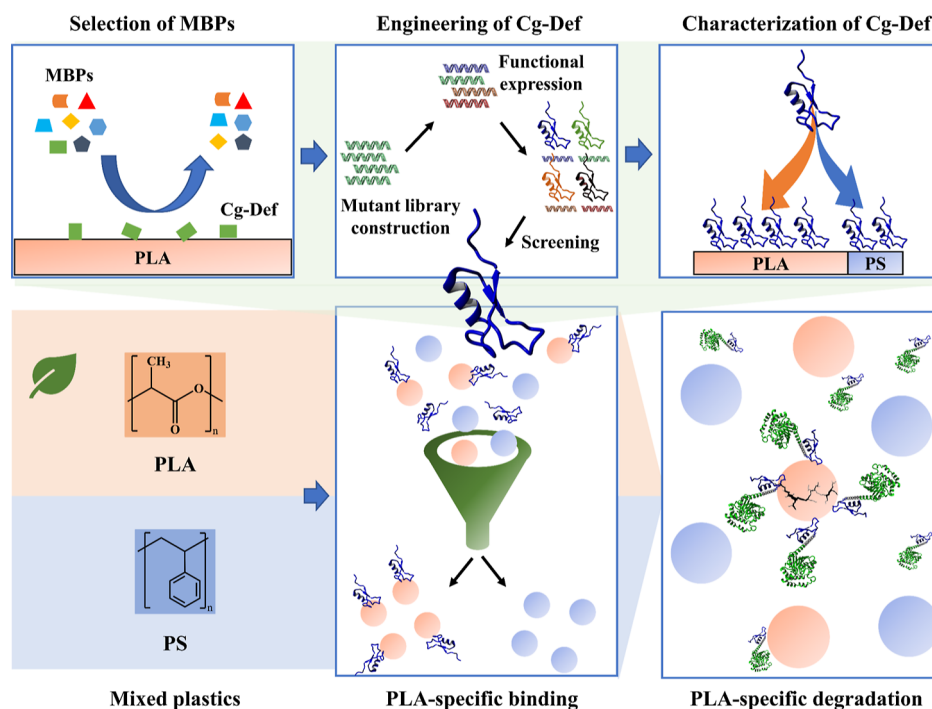 Selection of MBPs
Engineering of Cg-Def
Characterization of Cg-Def
MBPs
Cg-Def
PLA
Functional
expression
Mutant library
construction
Screening
PLA
PS
CH3
O
O
n
PLA
n
PS
Mixed plastics
PLA-specific binding
PLA-specific degradation